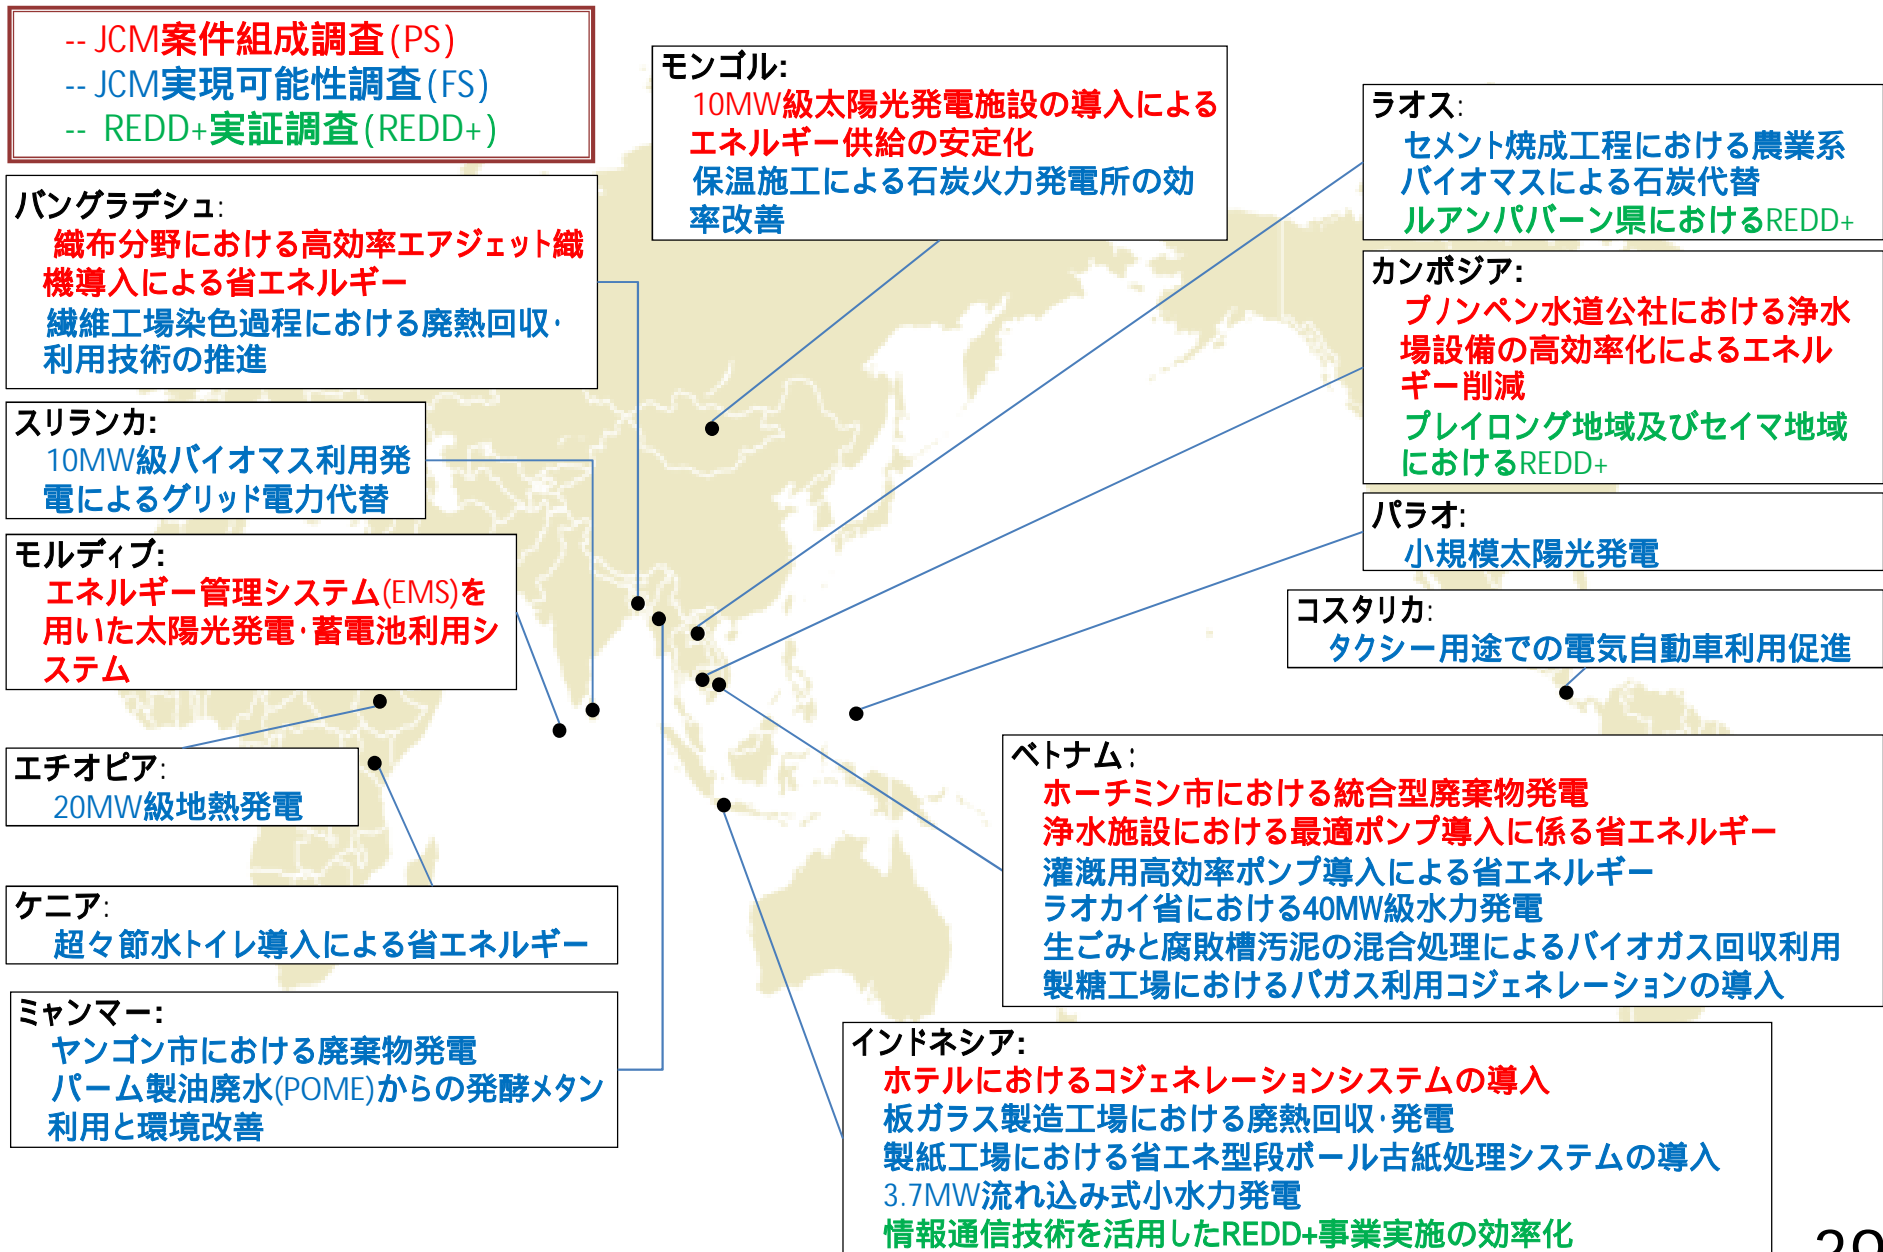 -- JCM案件組成調査(PS)
-- JCM実現可能性調査(FS)
-- REDD+実証調査(REDD+)
バングラデシュ:
織布分野における高効率エアジェット織
機導入による省エネルギー
繊維工場染色過程における廃熱回収・
利用技術の推進
スリランカ:
10MW級バイオマス利用発
電によるグリッド電力代替
モルディブ:
エネルギー管理システム(EMS)を
用いた太陽光発電・蓄電池利用シ
ステム
エチオピア:
20MW級地熱発電
ケニア:
超々節水トイレ導入による省エネルギー
ミャンマー:
ヤンゴン市における廃棄物発電
パーム製油廃水(POME)からの発酵メタン
利用と環境改善
モンゴル:
10MW級太陽光発電施設の導入による
エネルギー供給の安定化
保温施工による石炭火力発電所の効
率改善
ラオス:
セメント焼成工程における農業系
バイオマスによる石炭代替
ルアンパバーン県におけるREDD+
カンボジア:
プノンペン水道公社における浄水
場設備の高効率化によるエネル
ギー削減
プレイロング地域及びセイマ地域
におけるREDD+
パラオ:
小規模太陽光発電
コスタリカ:
タクシー用途での電気自動車利用促進
ベトナム:
ホーチミン市における統合型廃棄物発電
浄水施設における最適ポンプ導入に係る省エネルギー
灌漑用高効率ポンプ導入による省エネルギー
ラオカイ省における40MW級水力発電
生ごみと腐敗槽汚泥の混合処理によるバイオガス回収利用
製糖工場におけるバガス利用コジェネレーションの導入
インドネシア:
ホテルにおけるコジェネレーションシステムの導入
板ガラス製造工場における廃熱回収・発電
製紙工場における省エネ型段ボール古紙処理システムの導入
3.7MW流れ込み式小水力発電
情報通信技術を活用したREDD+事業実施の効率化